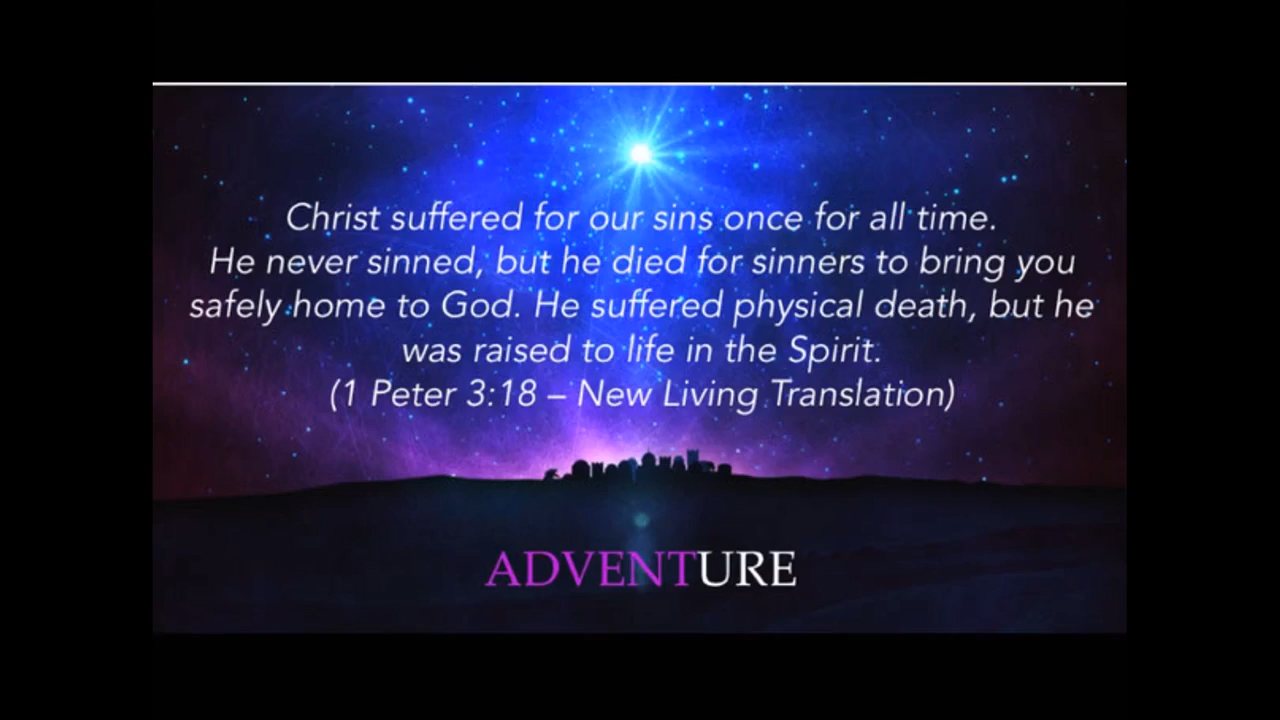 Christ suffered for our sins once for all time.
He never sinned, but he died for sinners to bring you
safely home to God. He suffered physical death, but he
was raised to life in the Spirit.
(1 Peter 3:18 – New Living Translation)
ADVENTURE